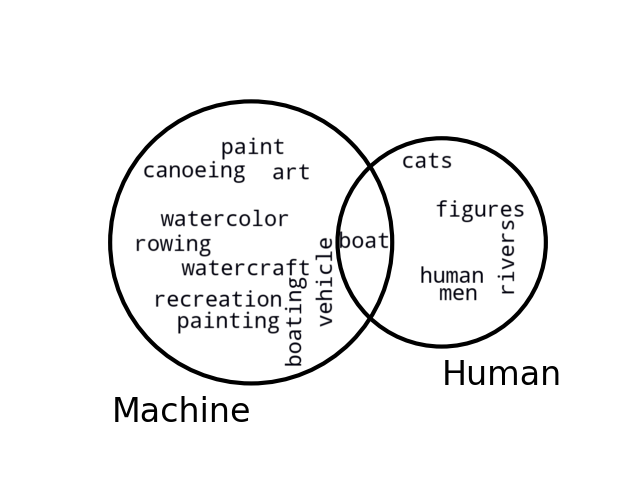 paint
canoeing art
watercolor
rowing
watercraft
recreation
painting
boating
vehicle
boat
cats
figures
rivers
human
men
Machine
Human